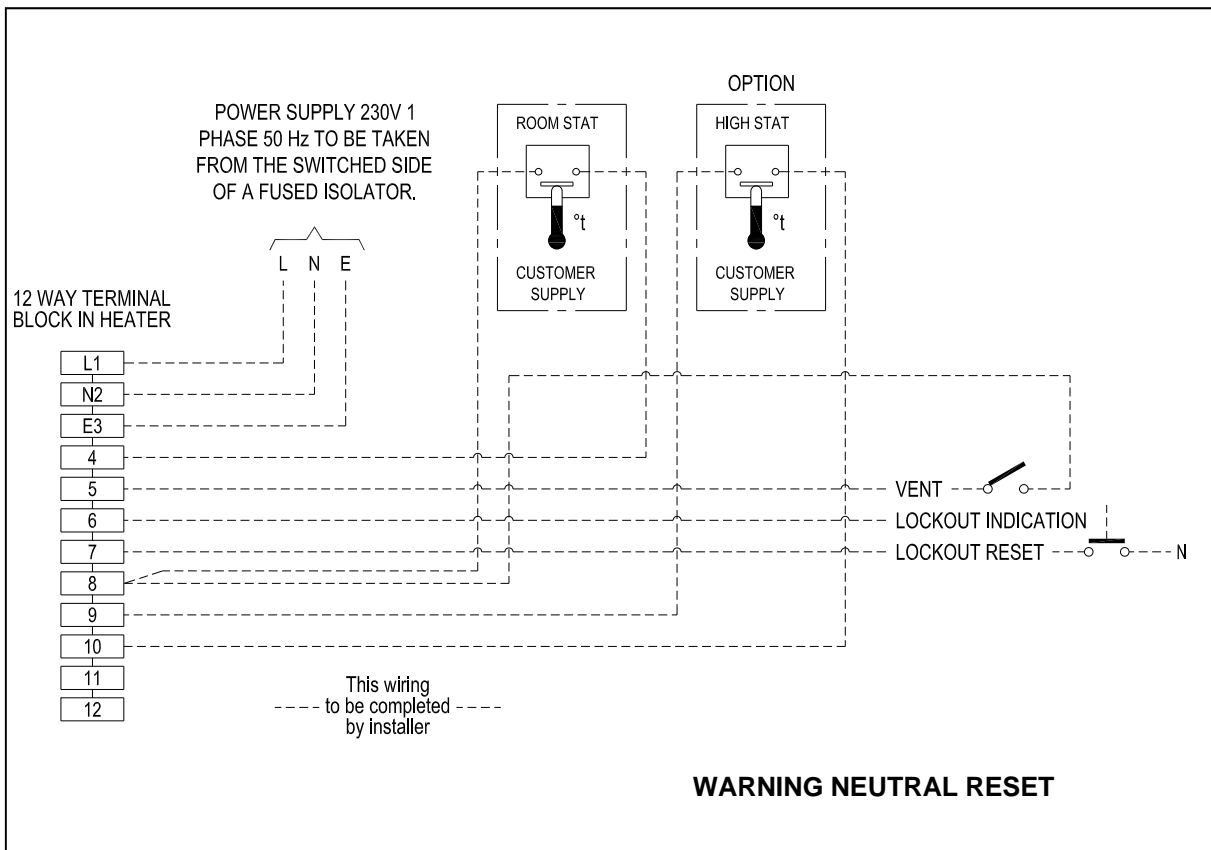 OPTION
POWER SUPPLY 230V 1
PHASE 50 Hz TO BE TAKEN
FROM THE SWITCHED SIDE
OF A FUSED ISOLATOR.
ROOM STAT
HIGH STAT
°t
°t
CUSTOMER
SUPPLY
CUSTOMER
SUPPLY
L N E
12 WAY TERMINAL
BLOCK IN HEATER
L1
N2
E3
4
5
VENT
6
LOCKOUT INDICATION
7
LOCKOUT RESET
N
8
9
10
11
12
This wiring
to be completed
by installer
WARNING NEUTRAL RESET